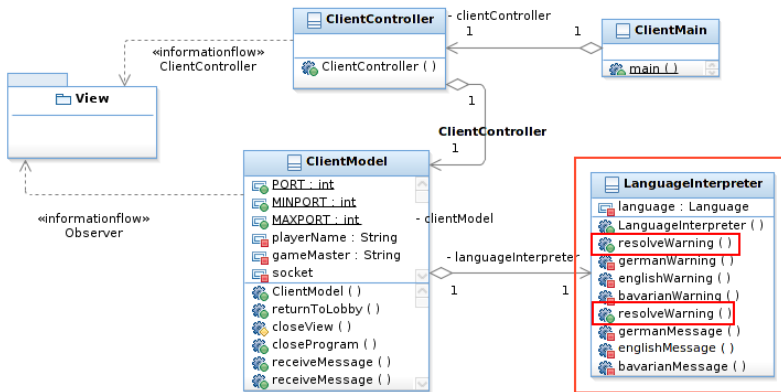 ClientController
ClientController ( )
- clientController
1
1
ClientMain
main ( )
«informationflow»
ClientController
View
1
ClientController
1
«informationflow»
Observer
ClientModel
PORT : int
MINPORT : int
MAXPORT : int
playerName : String
gameMaster : String
socket
ClientModel ( )
returnToLobby ( )
closeView ( )
closeProgram ( )
receiveMessage ( )
receiveMessage ( )
- clientModel
- languageInterpreter
1
1
LanguageInterpreter
language : Language
LanguageInterpreter ( )
resolveWarning ( )
germanWarning ( )
englishWarning ( )
bavarianWarning ( )
resolveWarning ( )
germanMessage ( )
englishMessage ( )
bavarianMessage ( )